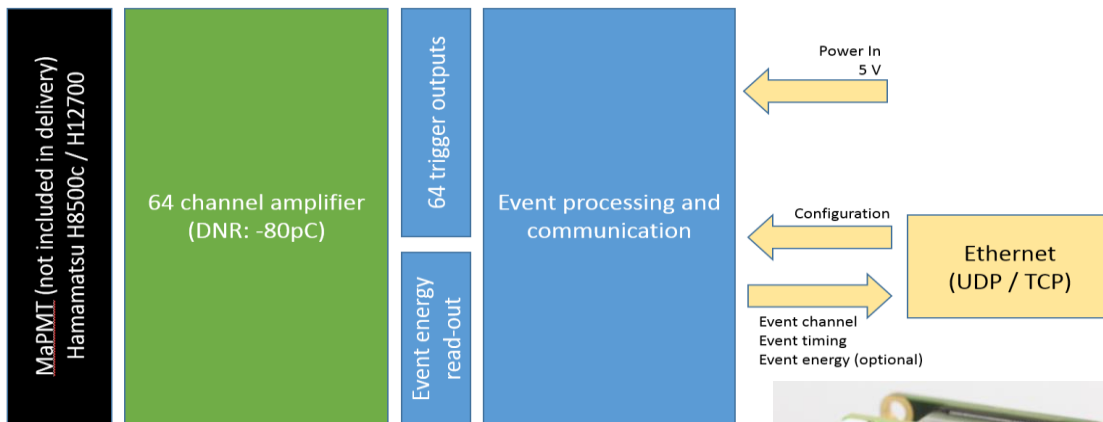 MaPMT (not included in delivery)
Hamamatsu H8500c / H12700
64 channel amplifier
(DNR: -80pC)
64 trigger outputs
Event energy
read-out
Event processing and
communication
Power In
5 V
Configuration
Event channel
Event timing
Event energy (optional)
Ethernet
(UDP / TCP)